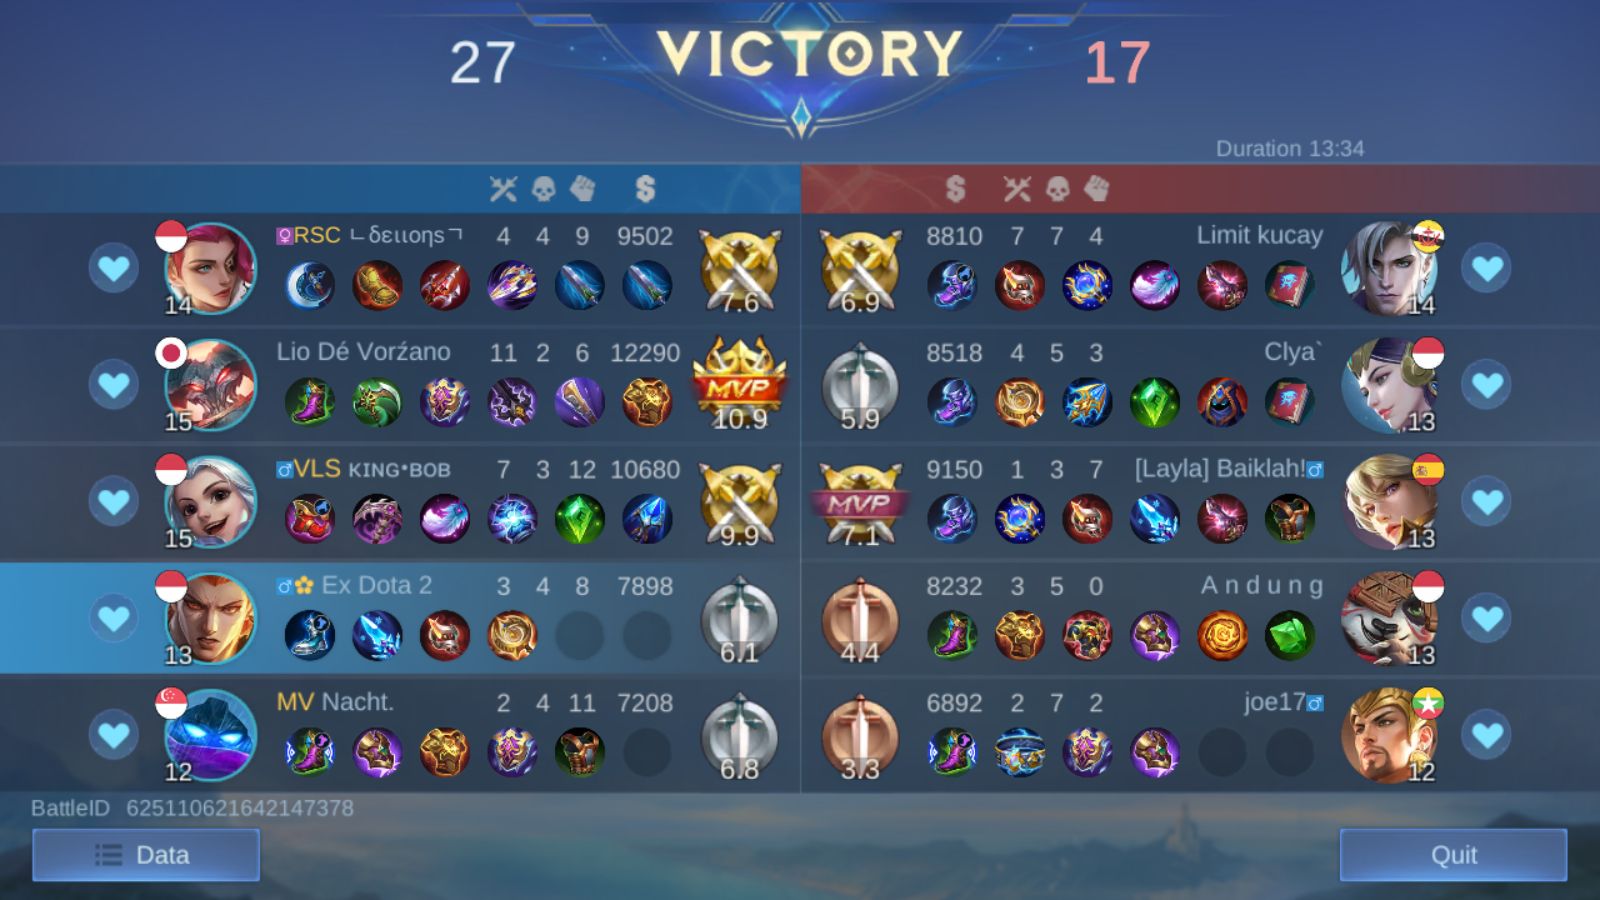 27 VICTORY 17
Duration 13:34
RSC ㄴδειιοηs¬ 4 4 9 9502
14 7.6
8810 7 7 4 Limit kucay
6.9 14
Lio Dé Vorźano 11 2 6 12290
15 MVP 10.9
8518 4 5 3 Clya`
5.9 13
VLS ᴋɪɴɢ•ʙᴏʙ 7 3 12 10680
15 9.9
9150 1 3 7 [Layla] Baiklah!
MVP 7.1 13
Ex Dota 2 3 4 8 7898
13 6.1
8232 3 5 0 A n d u n g
4.4 13
MV Nacht. 2 4 11 7208
12 6.8
6892 2 7 2 joe17
3.3 12
BattleID 625110621642147378
Data
Quit